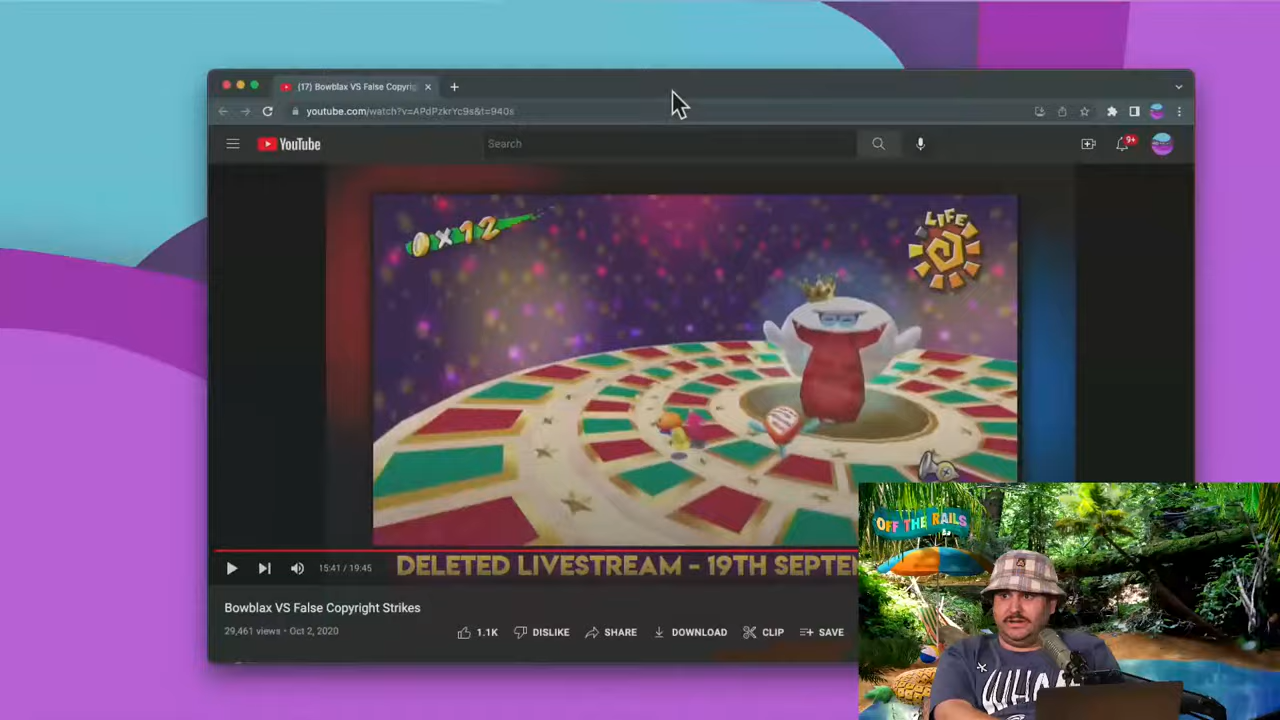 (17) Bowblax VS False Copyrig
youtube.com/watch?v=APdPzkrYc9s&t=940s
YouTube
Search
9+
0x12
LIFE
DELETED LIVESTREAM - 19TH SEPTE
15:41 / 19:45
Bowblax VS False Copyright Strikes
29,461 views • Oct 2, 2020
1.1K
DISLIKE
SHARE
DOWNLOAD
CLIP
SAVE
OFF THE RAILS